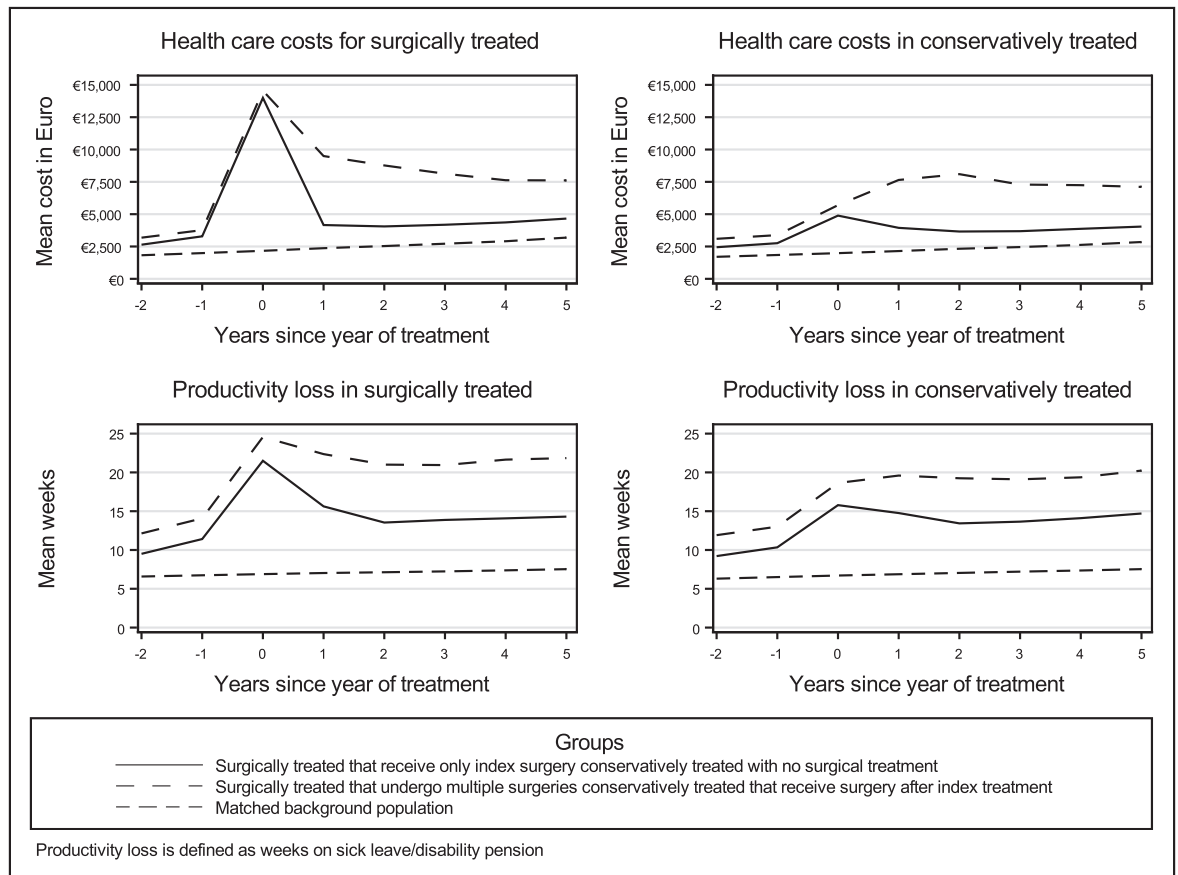 Health care costs for surgically treated
Mean cost in Euro
€15,000
€12,500
€10,000
€7,500
€5,000
€2,500
€0
-2 -1 0 1 2 3 4 5
Years since year of treatment
Health care costs in conservatively treated
Mean cost in Euro
€15,000
€12,500
€10,000
€7,500
€5,000
€2,500
€0
-2 -1 0 1 2 3 4 5
Years since year of treatment
Productivity loss in surgically treated
Mean weeks
25
20
15
10
5
0
-2 -1 0 1 2 3 4 5
Years since year of treatment
Productivity loss in conservatively treated
Mean weeks
25
20
15
10
5
0
-2 -1 0 1 2 3 4 5
Years since year of treatment
Groups
Surgically treated that receive only index surgery conservatively treated with no surgical treatment
Surgically treated that undergo multiple surgeries conservatively treated that receive surgery after index treatment
Matched background population
Productivity loss is defined as weeks on sick leave/disability pension